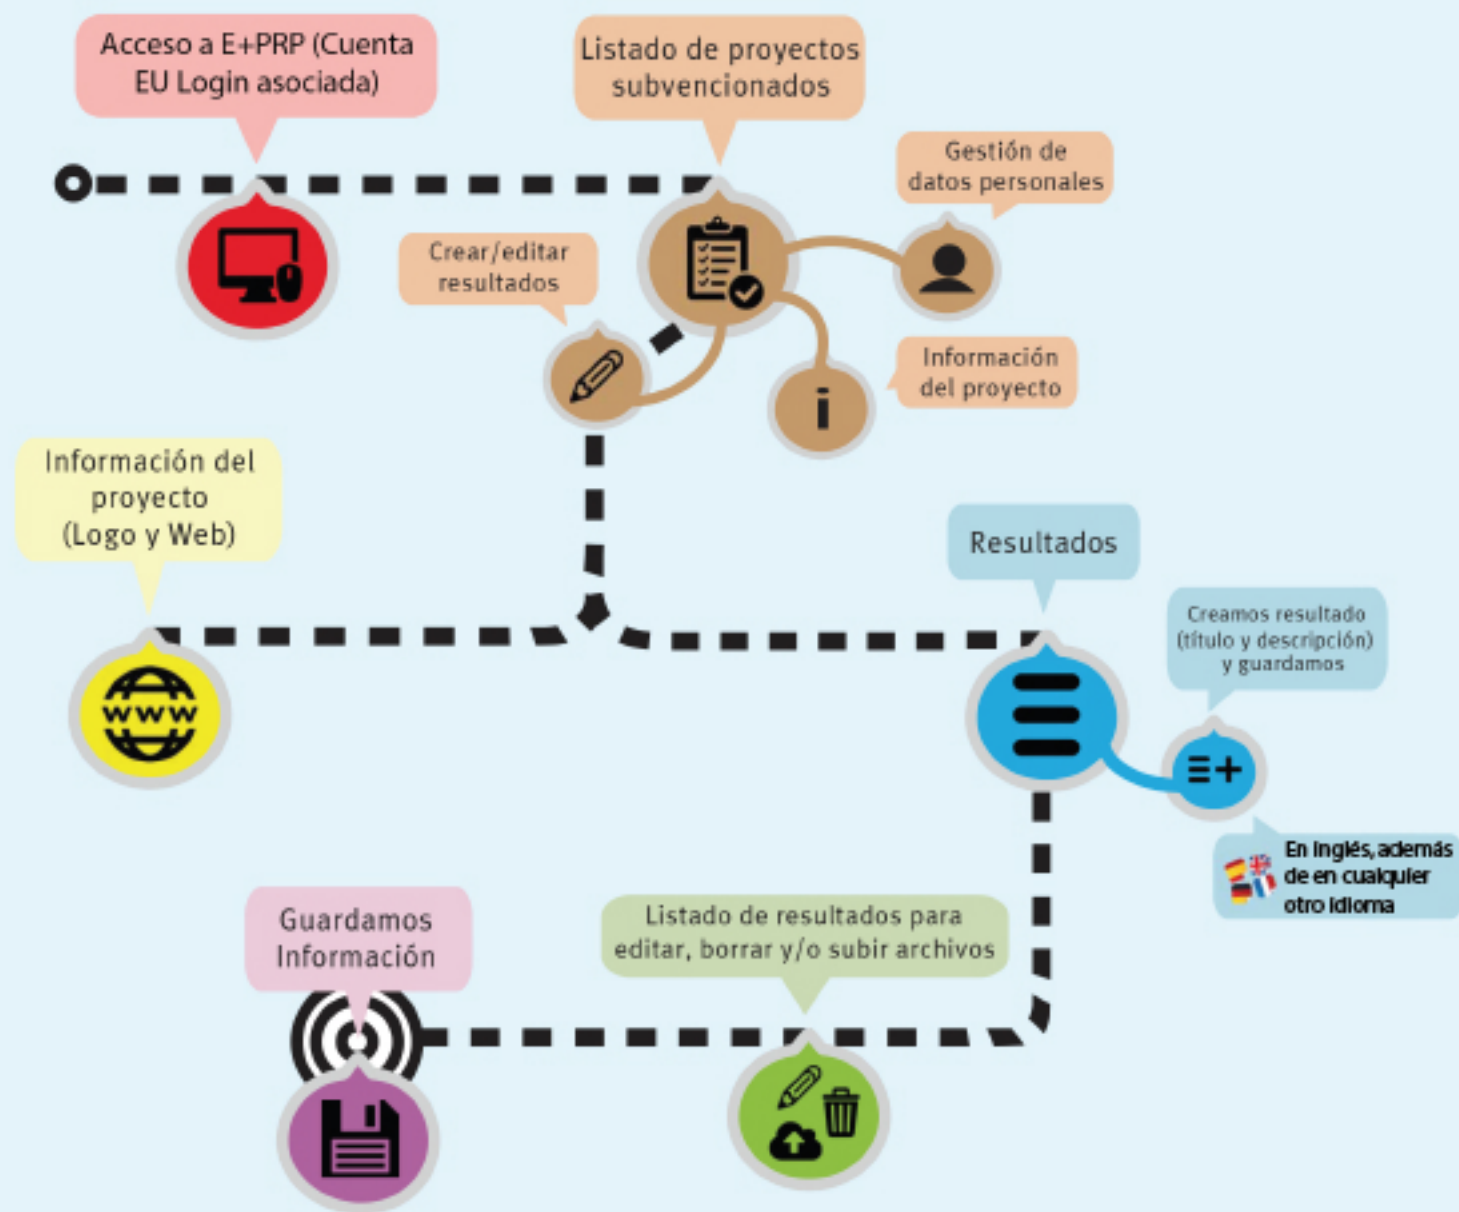 Acceso a E+PRP (Cuenta
EU Login asociada)
Listado de proyectos
subvencionados
Gestión de
datos personales
Crear/editar
resultados
Información
del proyecto
i
Información del
proyecto
(Logo y Web)
www
Resultados
Creamos resultado
(título y descripción)
y guardamos
En inglés, además
de en cualquier
otro idioma
Listado de resultados para
editar, borrar y/o subir archivos
Guardamos
Información